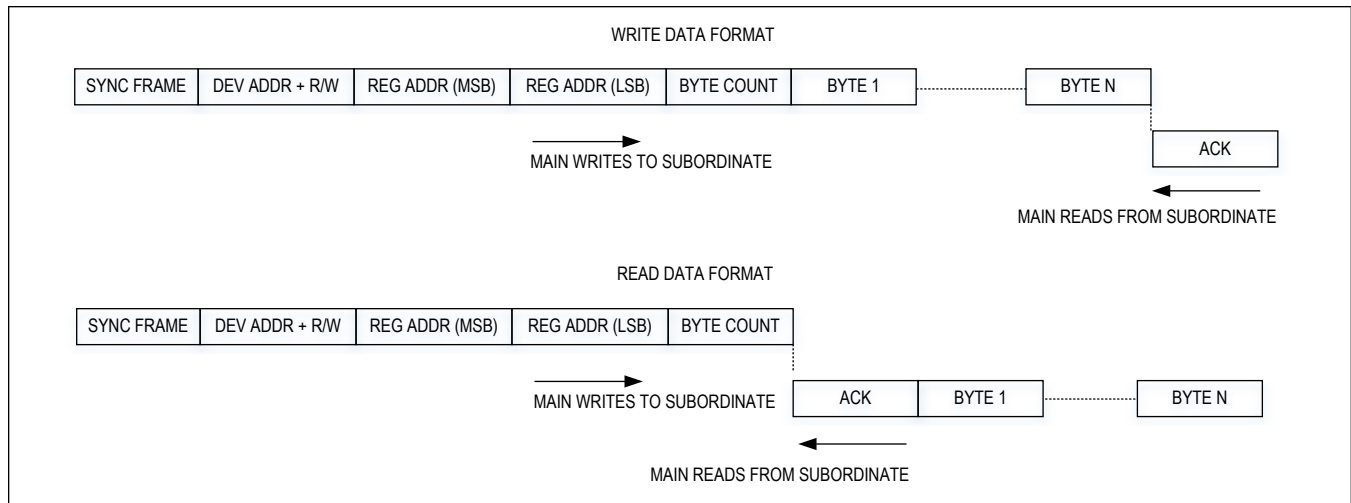 WRITE DATA FORMAT
SYNC FRAME DEV ADDR + R/W REG ADDR (MSB) REG ADDR (LSB) BYTE COUNT BYTE 1 BYTE N
ACK
MAIN WRITES TO SUBORDINATE
MAIN READS FROM SUBORDINATE
READ DATA FORMAT
SYNC FRAME DEV ADDR + R/W REG ADDR (MSB) REG ADDR (LSB) BYTE COUNT
MAIN WRITES TO SUBORDINATE ACK BYTE 1 BYTE N
MAIN READS FROM SUBORDINATE